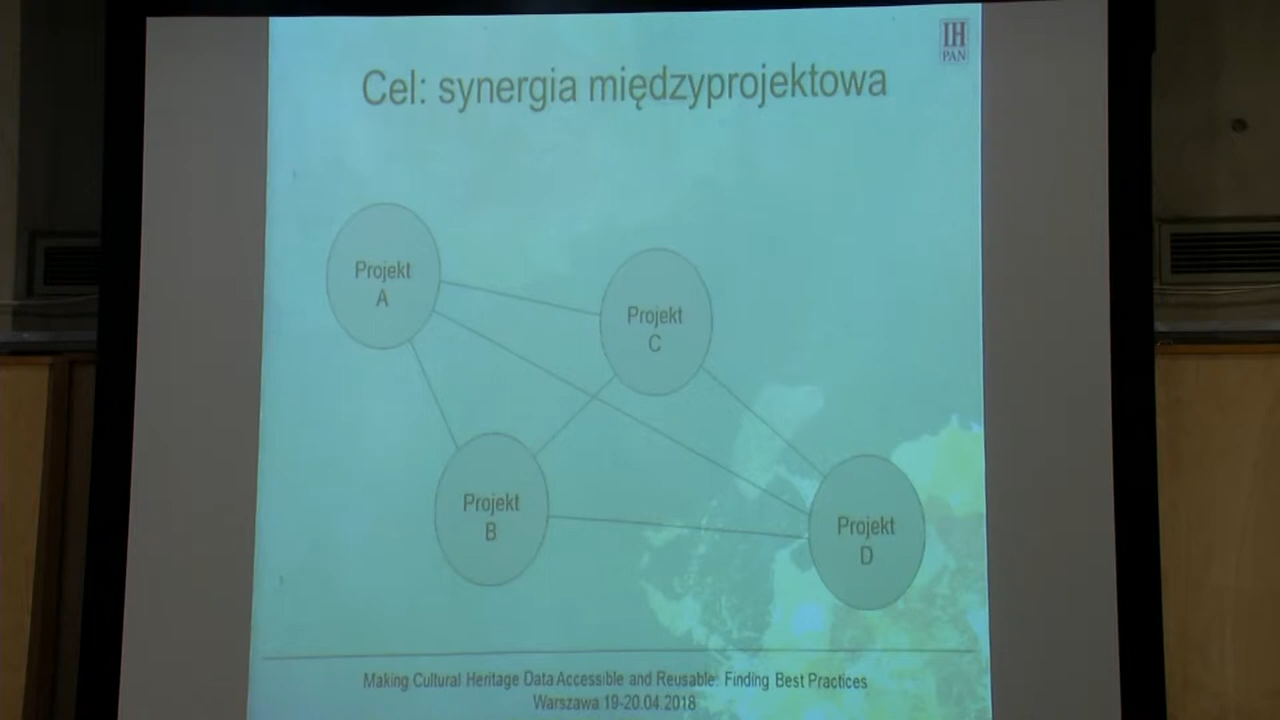 IH
PAN
Cel: synergia międzyprojektowa
Projekt
A
Projekt
C
Projekt
B
Projekt
D
Making Cultural Heritage Data Accessible and Reusable: Finding Best Practices
Warszawa 19-20.04.2018